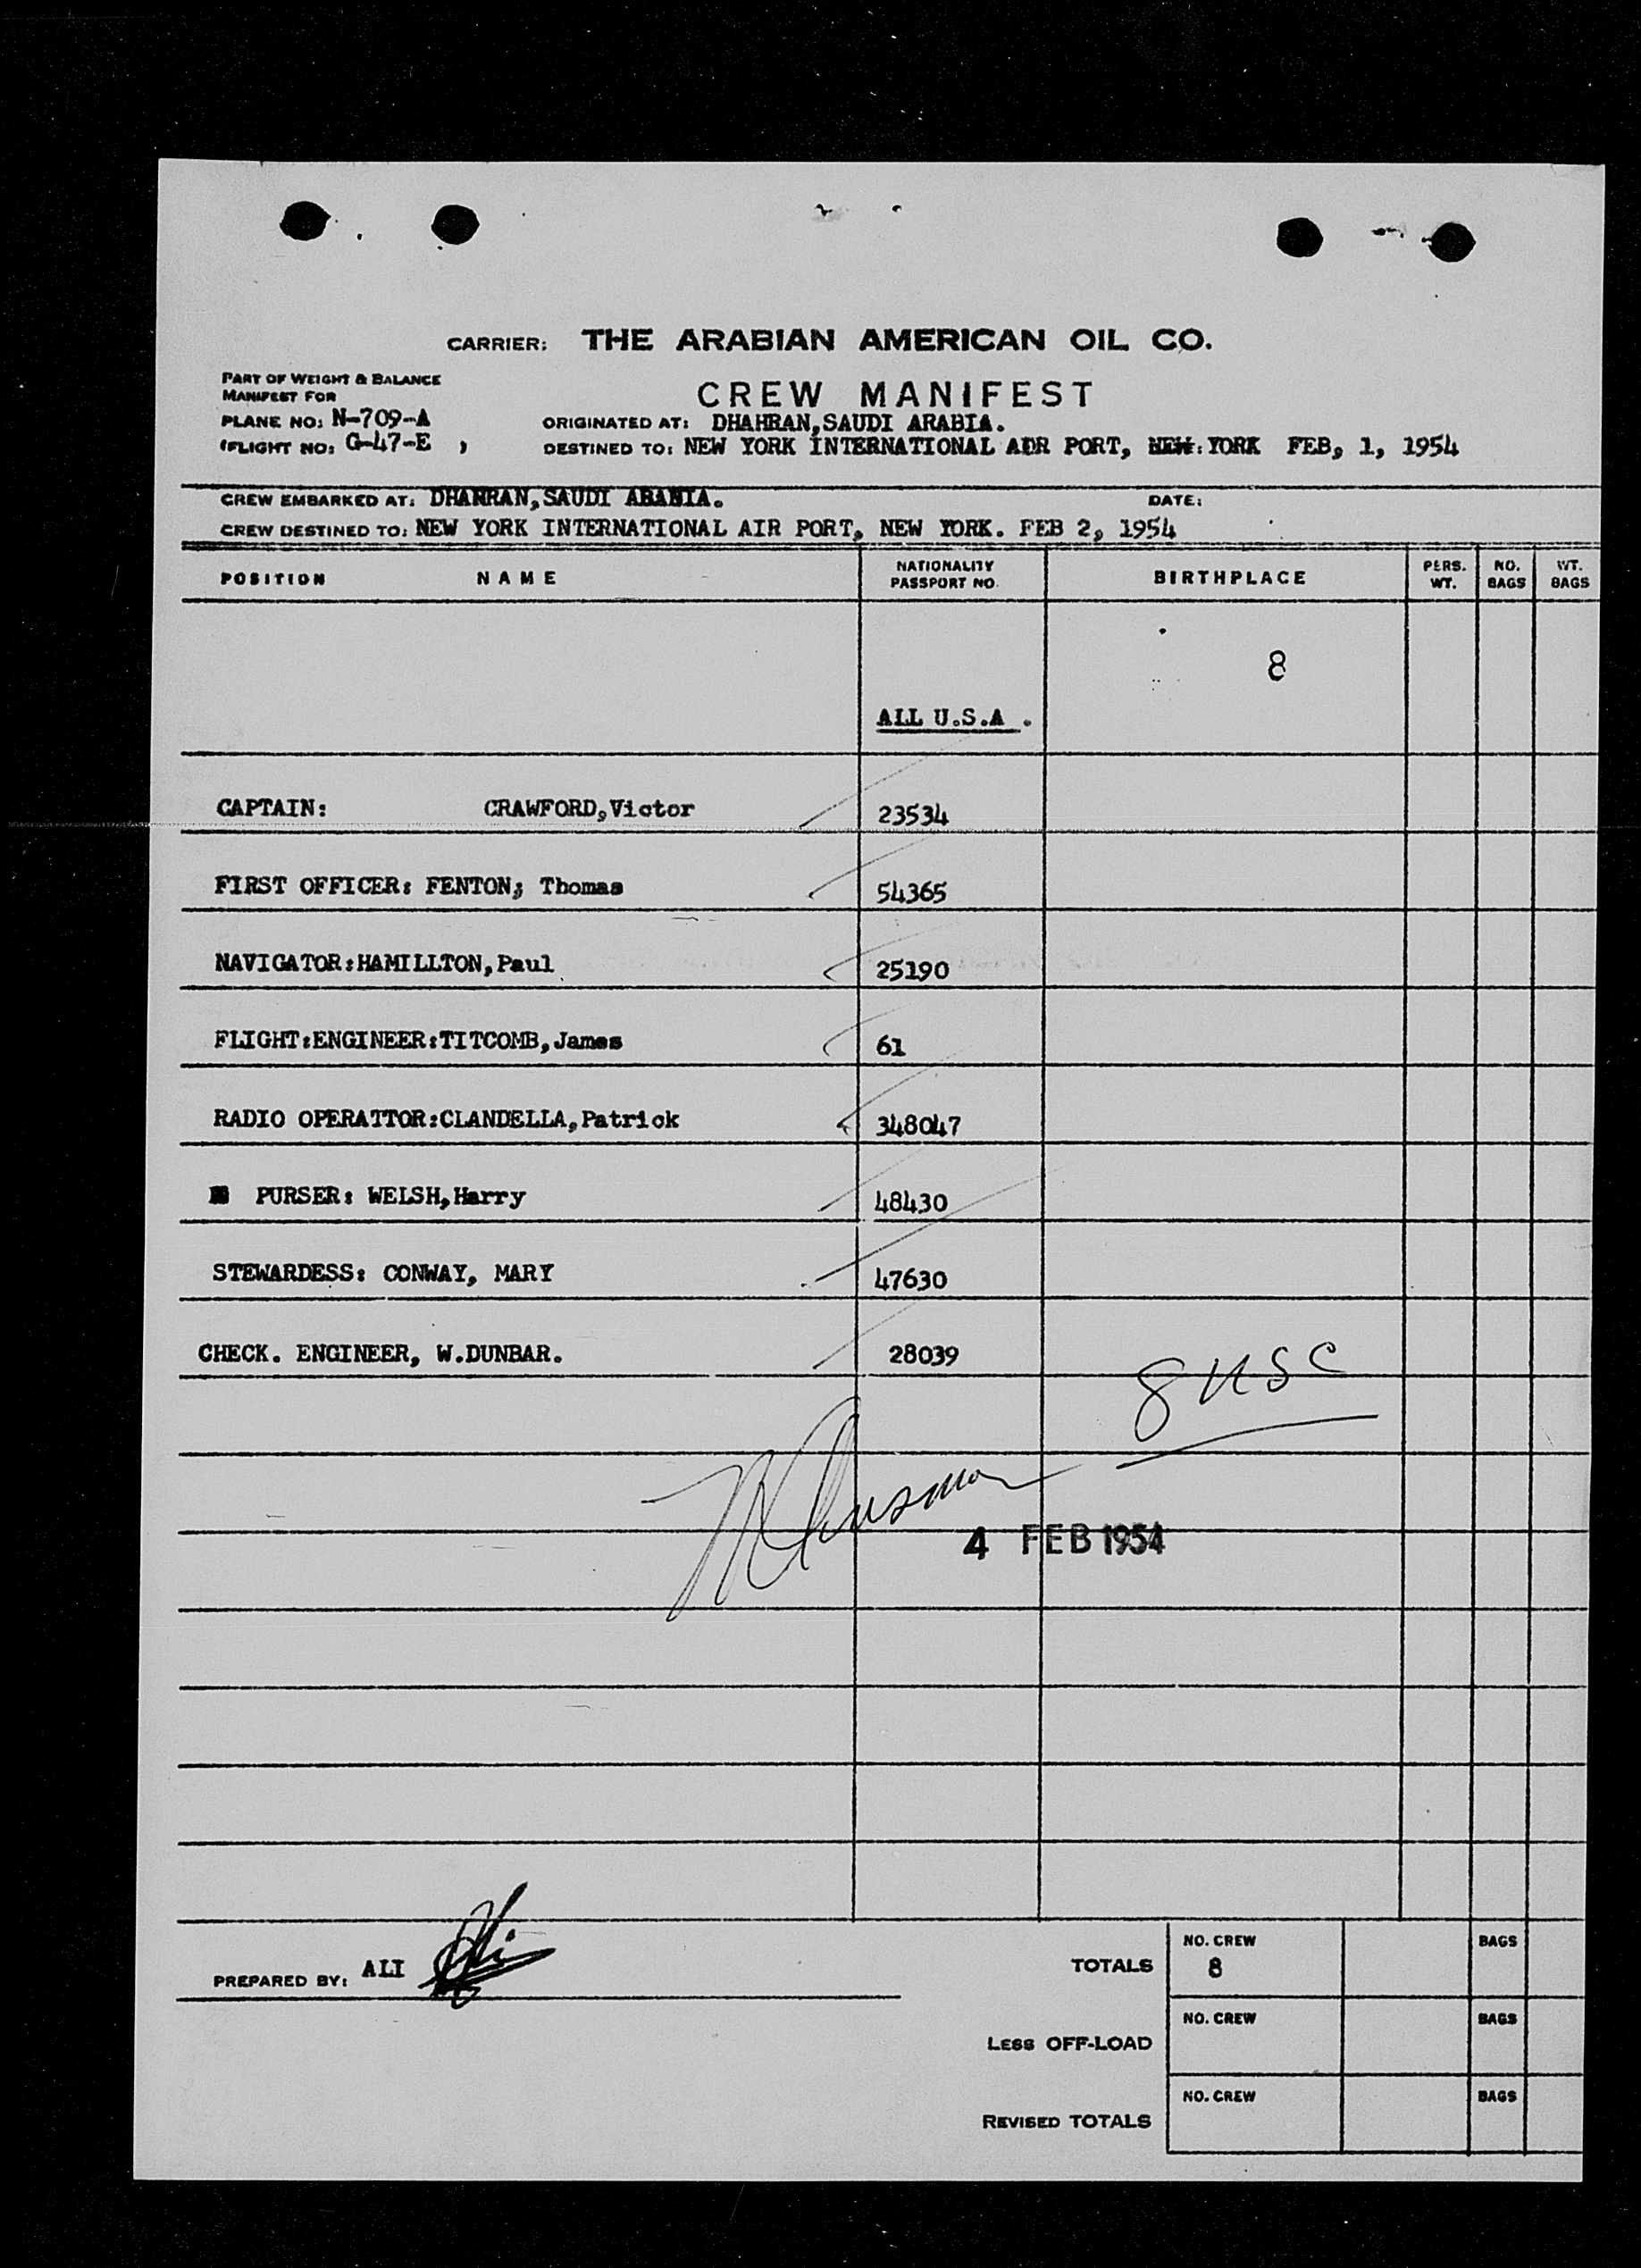 CARRIER: THE ARABIAN AMERICAN OIL CO.
PART OF WEIGHT & BALANCE
MANIFEST FOR
CREW MANIFEST
PLANE NO: N-709-A
ORIGINATED AT: DHAHRAN,SAUDI ARABIA.
(FLIGHT NO: G-47-E )
DESTINED TO: NEW YORK INTERNATIONAL AIR PORT, NEW: YORK FEB, 1, 1954
CREW EMBARKED AT: DHAHRAN,SAUDI ARABIA. DATE:
CREW DESTINED TO: NEW YORK INTERNATIONAL AIR PORT, NEW YORK. FEB 2, 1954
POSITION NAME NATIONALITY PASSPORT NO. BIRTHPLACE PERS. WT. NO. BAGS WT. BAGS
8
ALL U.S.A.
CAPTAIN: CRAWFORD,Victor 23534
FIRST OFFICER: FENTON; Thomas 54365
NAVIGATOR:HAMILLTON,Paul 25190
FLIGHT:ENGINEER:TITCOMB,James 61
RADIO OPERATTOR:CLANDELLA,Patrick 348047
PURSER: WELSH,Harry 48430
STEWARDESS: CONWAY, MARY 47630
CHECK. ENGINEER, W.DUNBAR. 28039
8 USC
4 FEB 1954
PREPARED BY: ALI Ali
TOTALS NO. CREW 8 BAGS
LESS OFF-LOAD NO. CREW BAGS
REVISED TOTALS NO. CREW BAGS